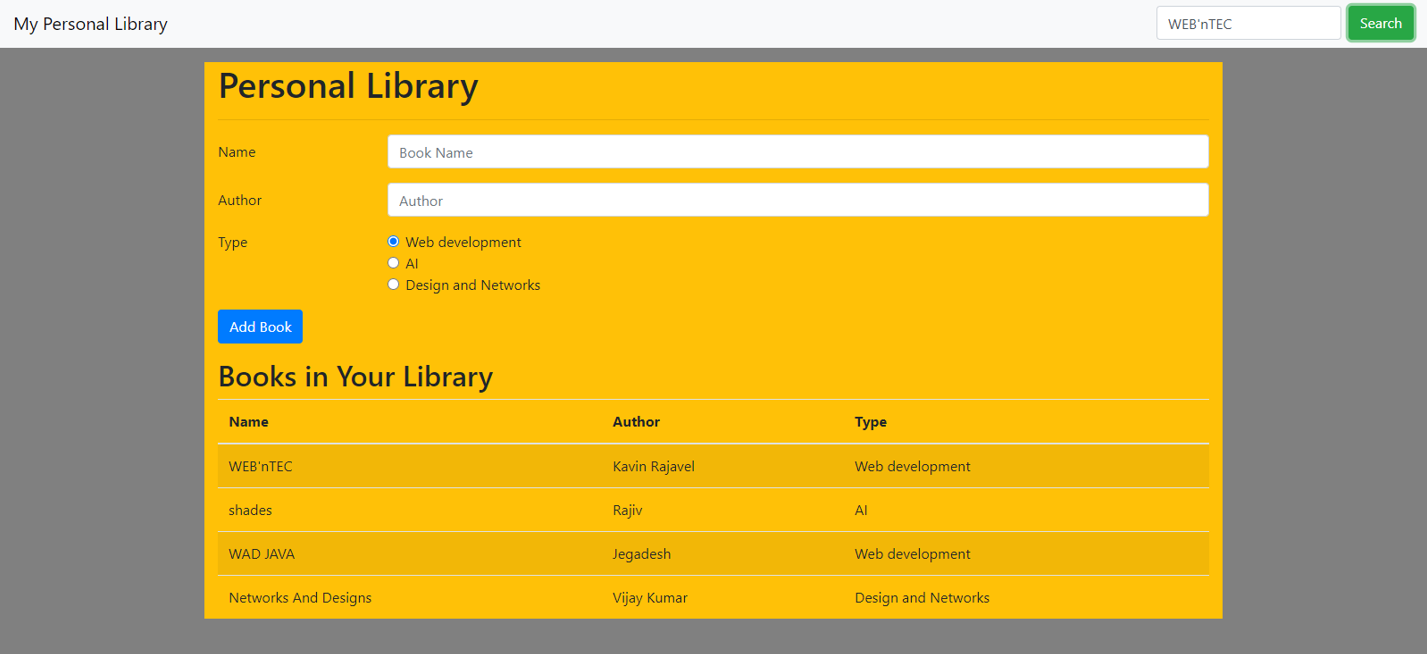 My Personal Library WEB'nTEC Search
Personal Library
Name Book Name
Author Author
Type Web development
AI
Design and Networks
Add Book
Books in Your Library
Name Author Type
WEB'nTEC Kavin Rajavel Web development
shades Rajiv AI
WAD JAVA Jegadesh Web development
Networks And Designs Vijay Kumar Design and Networks